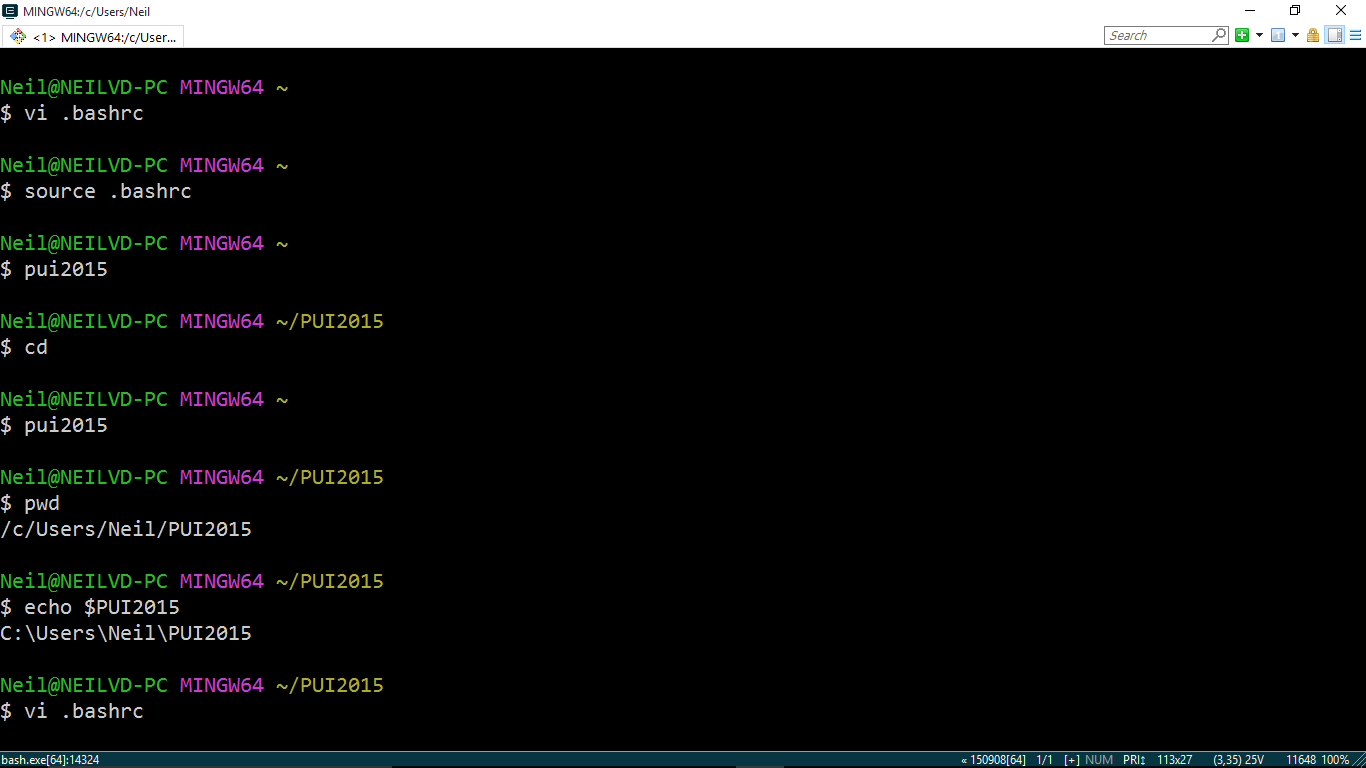 MINGW64:/c/Users/Neil
<1> MINGW64:/c/User...
Search
Neil@NEILVD-PC MINGW64 ~
$ vi .bashrc
Neil@NEILVD-PC MINGW64 ~
$ source .bashrc
Neil@NEILVD-PC MINGW64 ~
$ pui2015
Neil@NEILVD-PC MINGW64 ~/PUI2015
$ cd
Neil@NEILVD-PC MINGW64 ~
$ pui2015
Neil@NEILVD-PC MINGW64 ~/PUI2015
$ pwd
/c/Users/Neil/PUI2015
Neil@NEILVD-PC MINGW64 ~/PUI2015
$ echo $PUI2015
C:\Users\Neil\PUI2015
Neil@NEILVD-PC MINGW64 ~/PUI2015
$ vi .bashrc
bash.exe[64]:14324 « 150908[64] 1/1 [+] NUM PRI↕ 113x27 (3,35) 25V 11648 100%